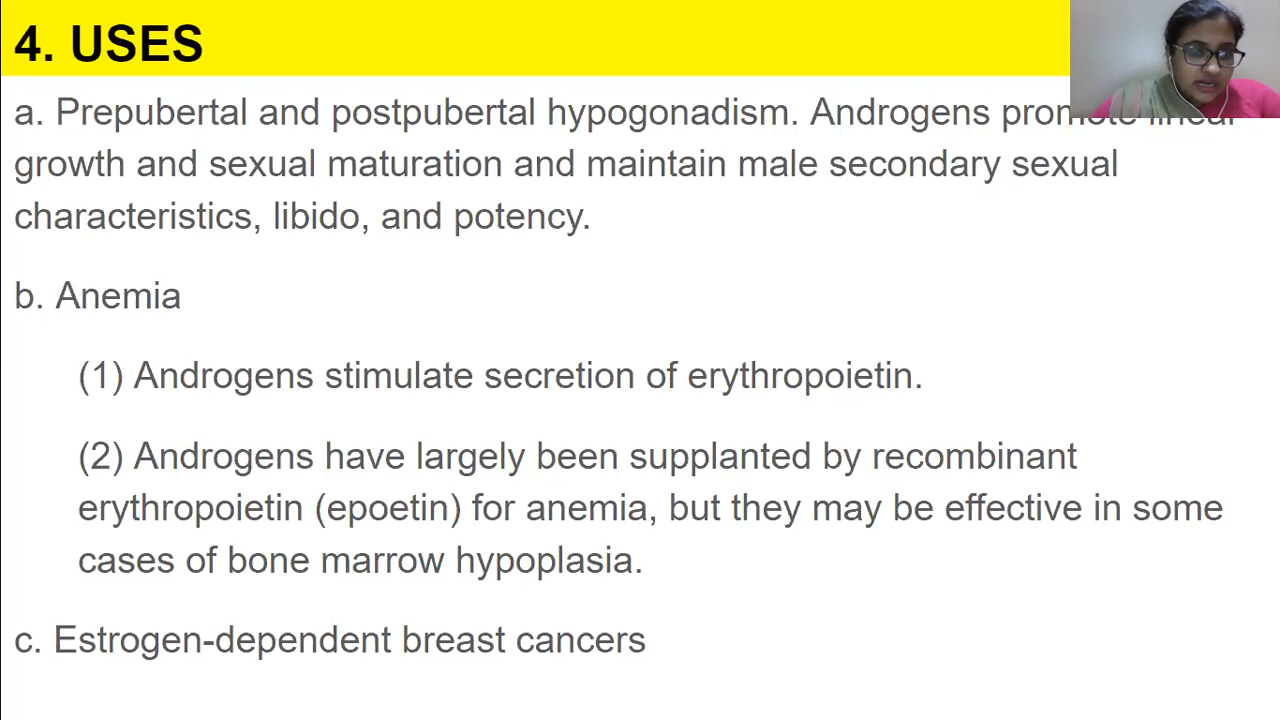 4. USES
a. Prepubertal and postpubertal hypogonadism. Androgens promote linear
growth and sexual maturation and maintain male secondary sexual
characteristics, libido, and potency.
b. Anemia
(1) Androgens stimulate secretion of erythropoietin.
(2) Androgens have largely been supplanted by recombinant
erythropoietin (epoetin) for anemia, but they may be effective in some
cases of bone marrow hypoplasia.
c. Estrogen-dependent breast cancers